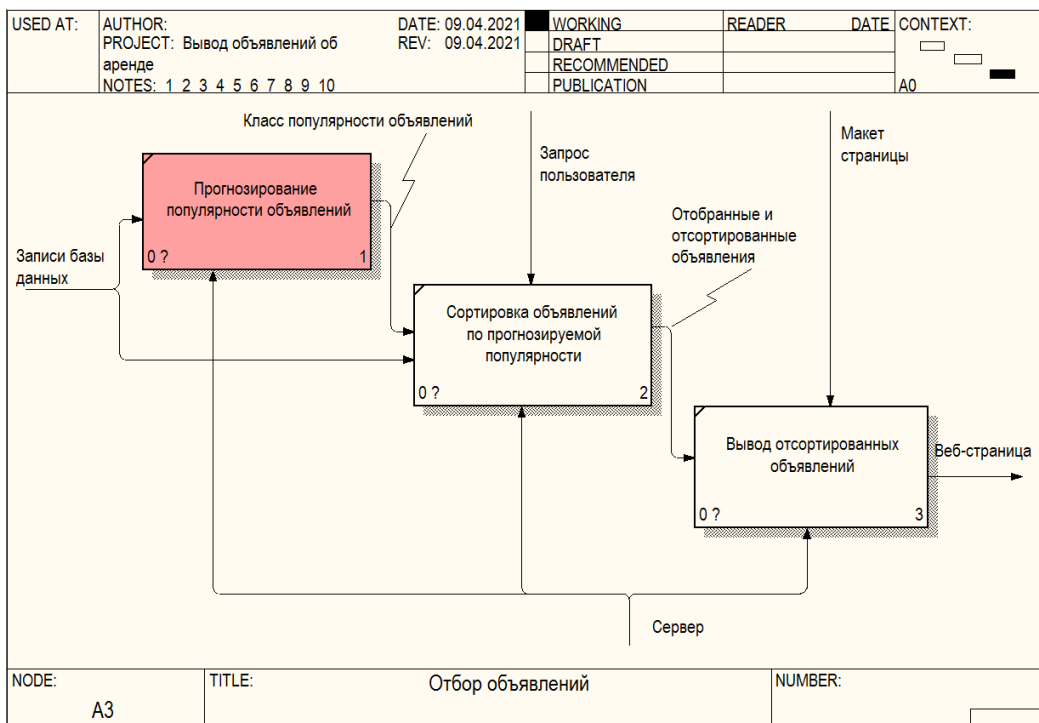 USED AT:
AUTHOR:
DATE: 09.04.2021
PROJECT: Вывод объявлений об
REV: 09.04.2021
аренде
NOTES: 1 2 3 4 5 6 7 8 9 10
WORKING
DRAFT
RECOMMENDED
PUBLICATION
READER
DATE
CONTEXT:
A0
Класс популярности объявлений
Прогнозирование
популярности объявлений
0 ?
1
Записи базы
данных
Запрос
пользователя
Макет
страницы
Отобранные и
отсортированные
объявления
Сортировка объявлений
по прогнозируемой
популярности
0 ?
2
Вывод отсортированных
объявлений
0 ?
3
Веб-страница
Сервер
NODE:
A3
TITLE:
Отбор объявлений
NUMBER: